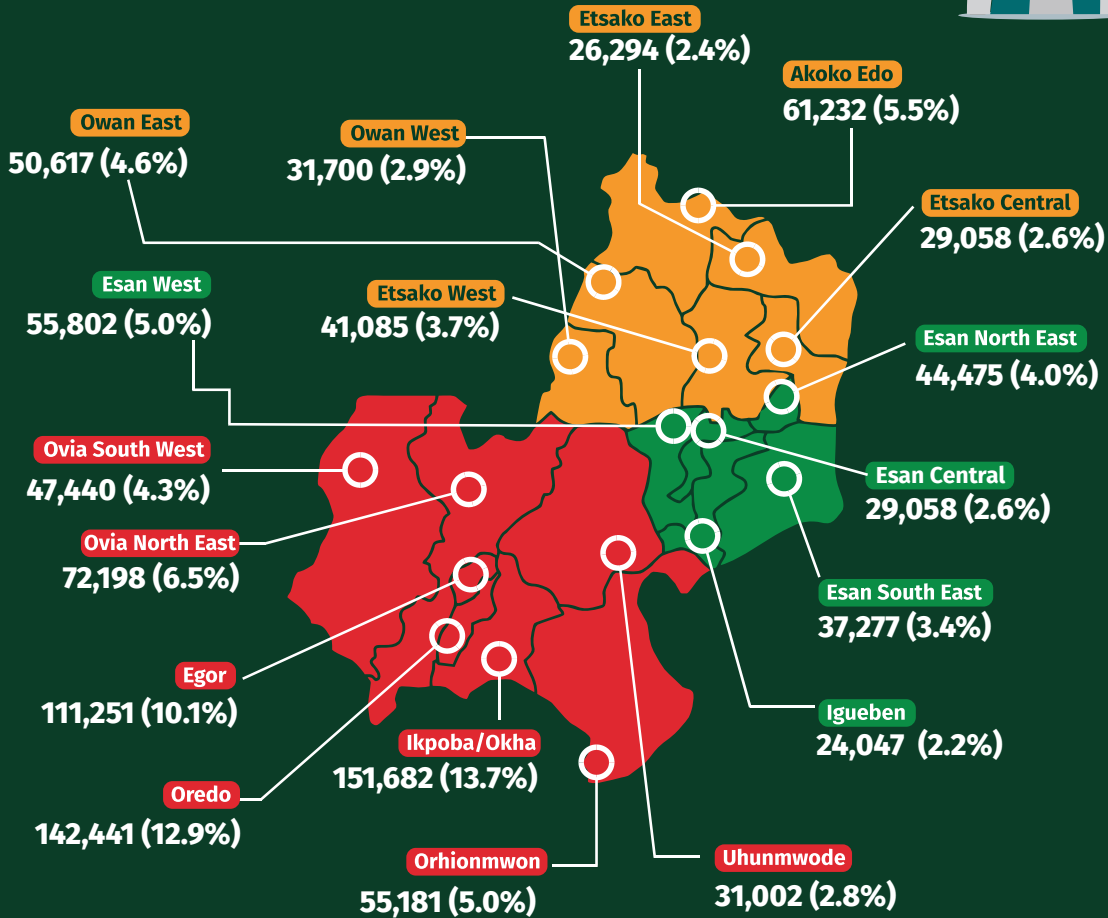 Etsako East
26,294 (2.4%)
Akoko Edo
61,232 (5.5%)
Owan East
50,617 (4.6%)
Owan West
31,700 (2.9%)
Etsako Central
29,058 (2.6%)
Esan West
55,802 (5.0%)
Etsako West
41,085 (3.7%)
Esan North East
44,475 (4.0%)
Ovia South West
47,440 (4.3%)
Esan Central
29,058 (2.6%)
Ovia North East
72,198 (6.5%)
Esan South East
37,277 (3.4%)
Egor
111,251 (10.1%)
Igueben
24,047 (2.2%)
Ikpoba/Okha
151,682 (13.7%)
Oredo
142,441 (12.9%)
Orhionmwon
55,181 (5.0%)
Uhunmwode
31,002 (2.8%)